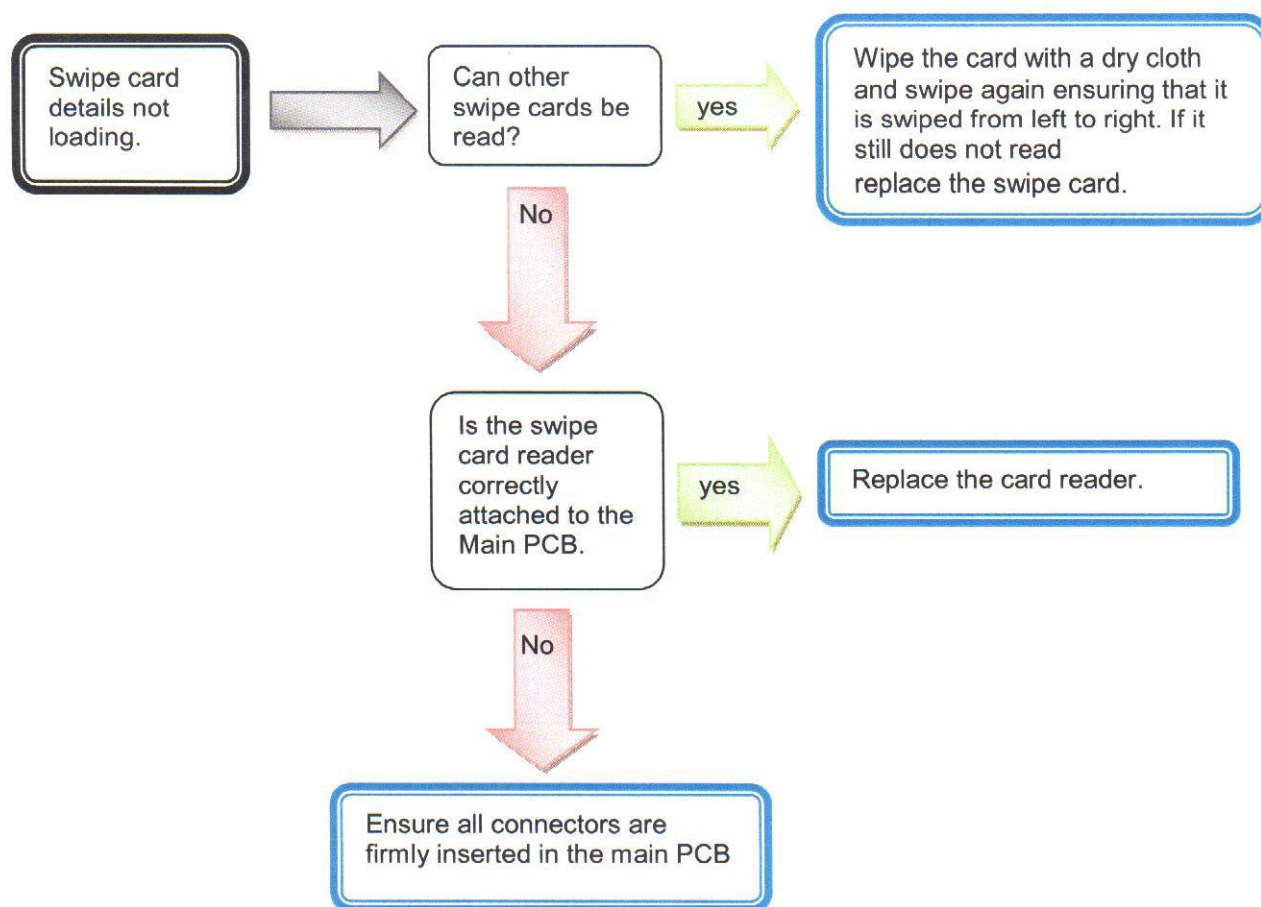 Swipe card
details not
loading.
Can other
swipe cards be
read?
yes
Wipe the card with a dry cloth
and swipe again ensuring that it
is swiped from left to right. If it
still does not read
replace the swipe card.
No
Is the swipe
card reader
correctly
attached to the
Main PCB.
yes
Replace the card reader.
No
Ensure all connectors are
firmly inserted in the main PCB